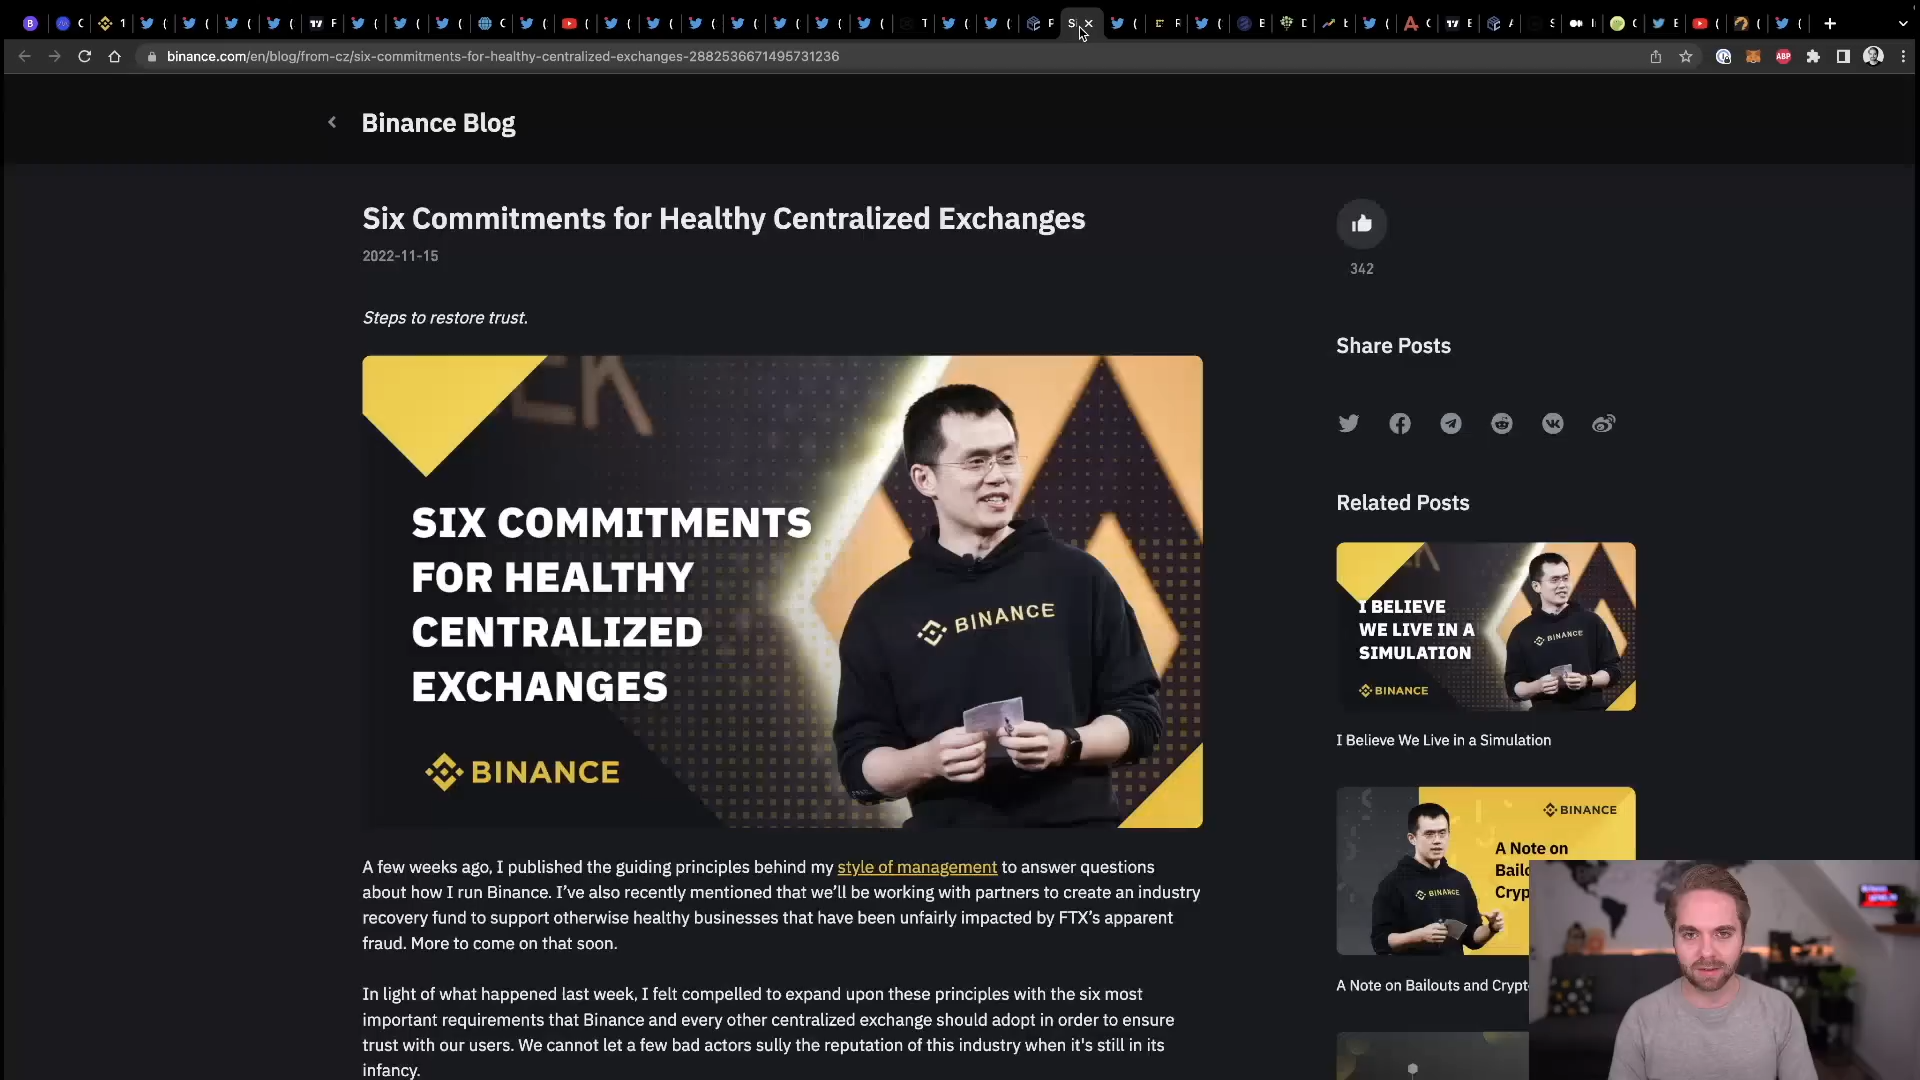 B
C
1
(
(
(
(
F
(
(
(
C
(
(
(
(
(
(
(
(
T
(
(
F
S
(
F
(
E
D
t
(
C
E
(
E
(
(
binance.com/en/blog/from-cz/six-commitments-for-healthy-centralized-exchanges-2882536671495731236
ABP
Binance Blog
Six Commitments for Healthy Centralized Exchanges
2022-11-15
342
Steps to restore trust.
Share Posts
SIX COMMITMENTS
FOR HEALTHY
CENTRALIZED
EXCHANGES
BINANCE
BINANCE
Related Posts
I BELIEVE
WE LIVE IN A
SIMULATION
BINANCE
BINANCE
I Believe We Live in a Simulation
BINANCE
A Note on
BINANCE
A Note on Bailouts and
A few weeks ago, I published the guiding principles behind my style of management to answer questions
about how I run Binance. I've also recently mentioned that we'll be working with partners to create an industry
recovery fund to support otherwise healthy businesses that have been unfairly impacted by FTX's apparent
fraud. More to come on that soon.
In light of what happened last week, I felt compelled to expand upon these principles with the six most
important requirements that Binance and every other centralized exchange should adopt in order to ensure
trust with our users. We cannot let a few bad actors sully the reputation of this industry when it's still in its
infancy.